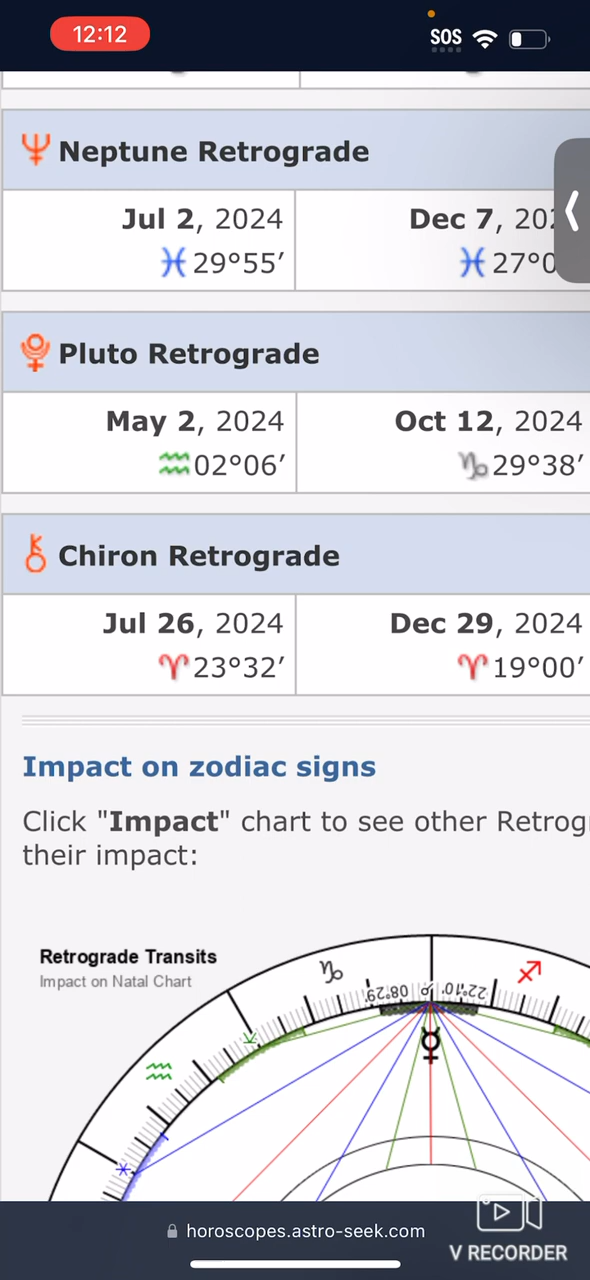 12:12
SOS
Neptune Retrograde
Jul 2, 2024 Dec 7, 202
29°55′ 27°0
Pluto Retrograde
May 2, 2024 Oct 12, 2024
02°06′ 29°38′
Chiron Retrograde
Jul 26, 2024 Dec 29, 2024
23°32′ 19°00′
Impact on zodiac signs
Click "Impact" chart to see other Retrog
their impact:
Retrograde Transits
Impact on Natal Chart
horoscopes.astro-seek.com
V RECORDER